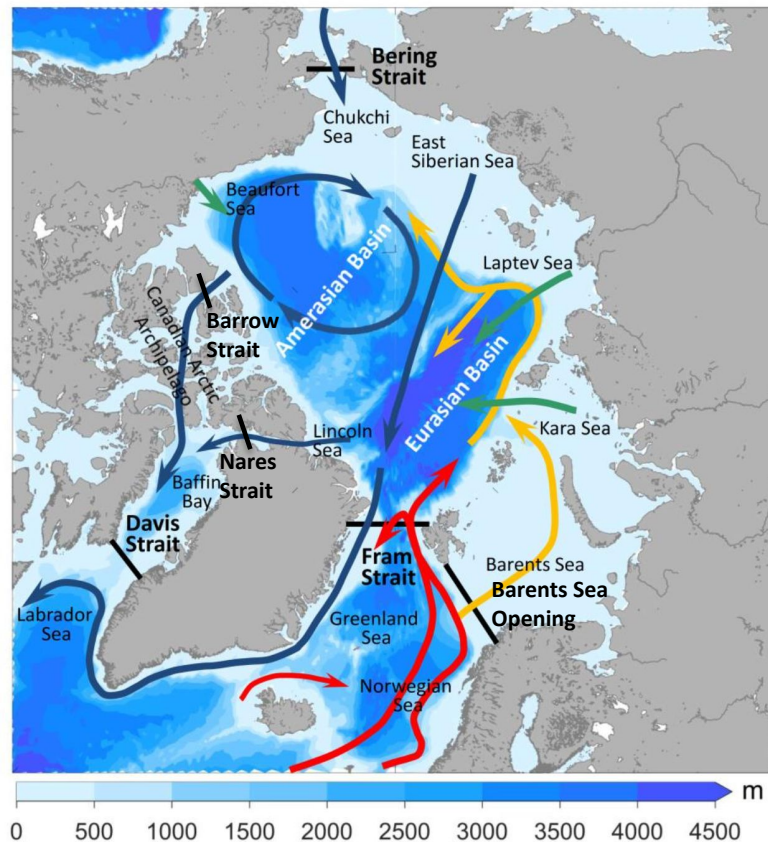 Bering
Strait
Chukchi
Sea
East
Siberian Sea
Beaufort
Sea
Laptev Sea
Amerasian Basin
Canadian Arctic
Archipelago
Barrow
Strait
Eurasian Basin
Kara Sea
Lincoln
Sea
Nares
Strait
Baffin
Bay
Davis
Strait
Fram
Strait
Barents Sea
Barents Sea
Opening
Labrador
Sea
Greenland
Sea
Norwegian
Sea
m
0 500 1000 1500 2000 2500 3000 3500 4000 4500